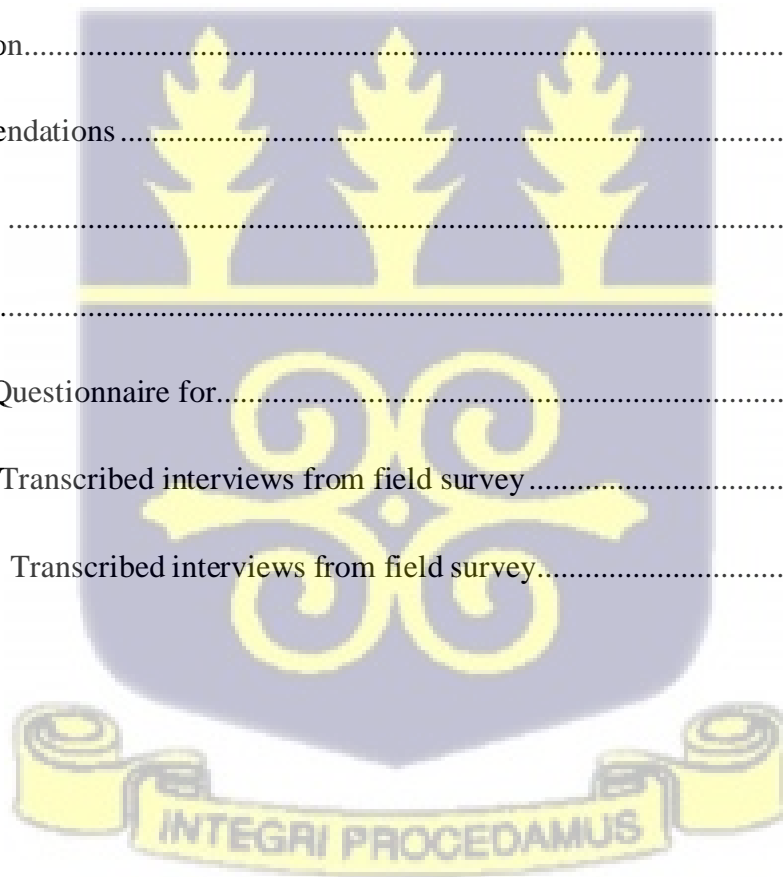 on....................................................................................................
endations....................................................................................
....................................................................................................
....................................................................................................
Questionnaire for.......................................................................
Transcribed interviews from field survey................................
Transcribed interviews from field survey..............................
INTEGRI PROCEDAMUS